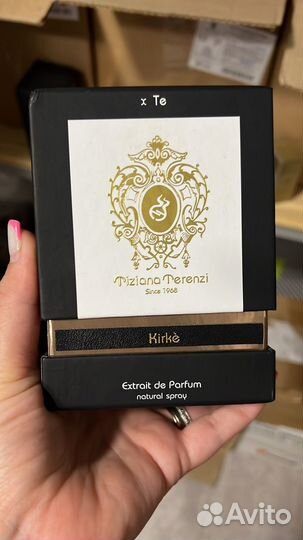 x Te
Tiziana Terenzi
Since 1968
Kirkè
Extrait de Parfum
natural spray
Avito